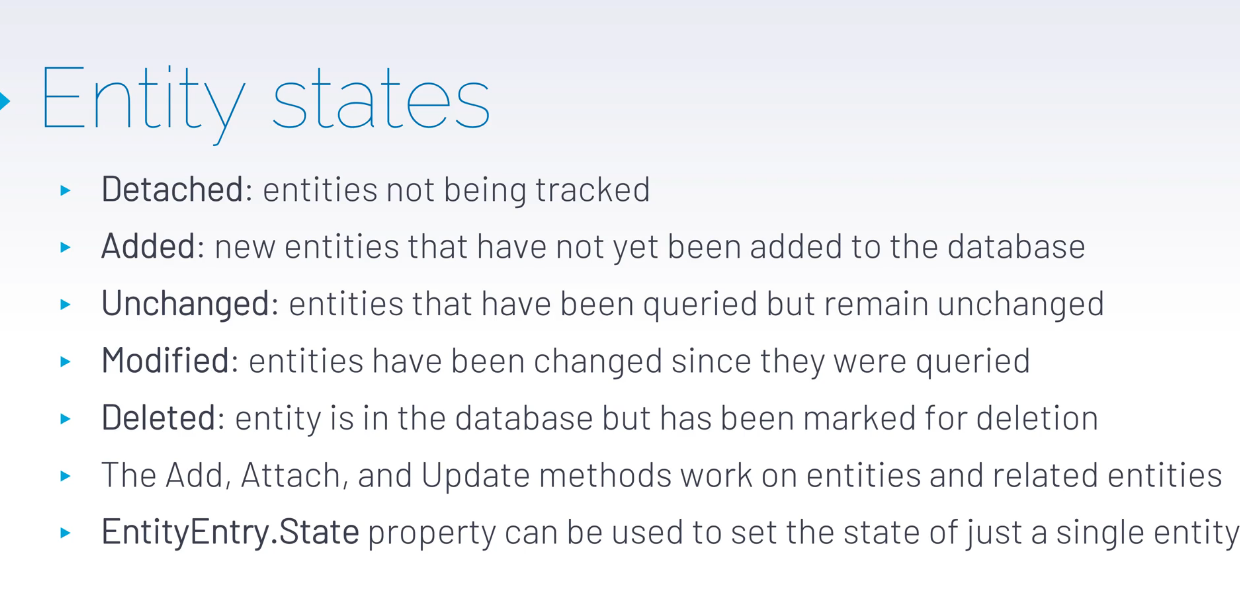 Entity states
Detached: entities not being tracked
Added: new entities that have not yet been added to the database
Unchanged: entities that have been queried but remain unchanged
Modified: entities have been changed since they were queried
Deleted: entity is in the database but has been marked for deletion
The Add, Attach, and Update methods work on entities and related entities
EntityEntry.State property can be used to set the state of just a single entity